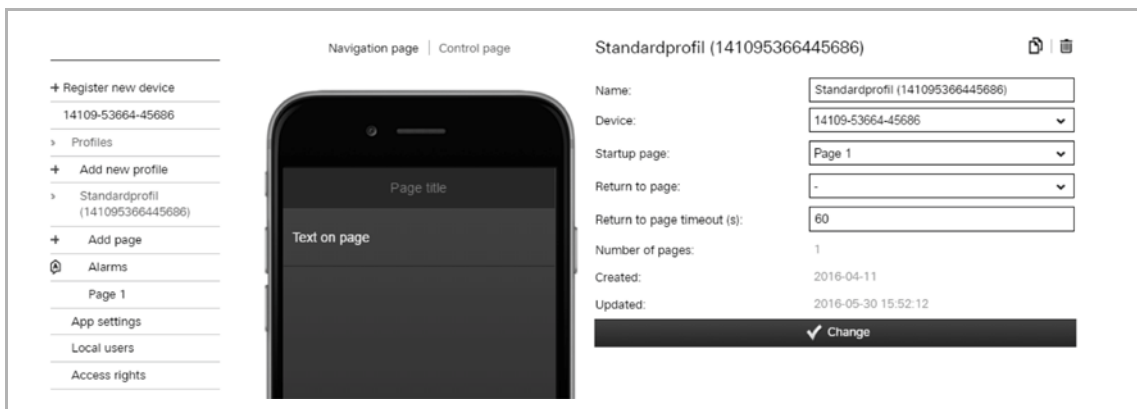 Navigation page | Control page
+ Register new device
14109-53664-45686
› Profiles
+ Add new profile
› Standardprofil
(141095366445686)
+ Add page
Alarms
Page 1
App settings
Local users
Access rights
Page title
Text on page
Standardprofil (141095366445686)
Name: Standardprofil (141095366445686)
Device: 14109-53664-45686
Startup page: Page 1
Return to page: -
Return to page timeout (s): 60
Number of pages: 1
Created: 2016-04-11
Updated: 2016-05-30 15:52:12
Change